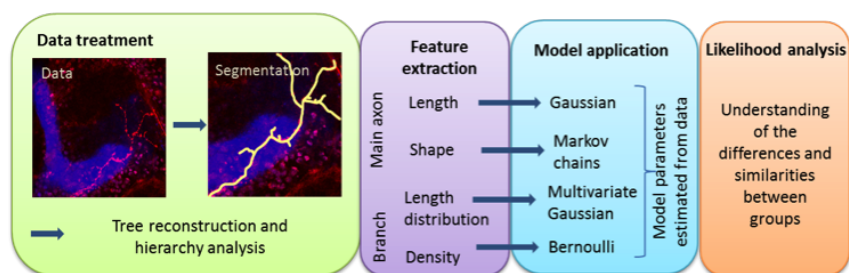 Data treatment
Data
Segmentation
Tree reconstruction and
hierarchy analysis
Feature
extraction
Main axon
Length
Shape
Branch
Length
distribution
Density
Model application
Gaussian
Markov
chains
Multivariate
Gaussian
Bernoulli
Model parameters
estimated from data
Likelihood analysis
Understanding
of the
differences and
similarities
between
groups